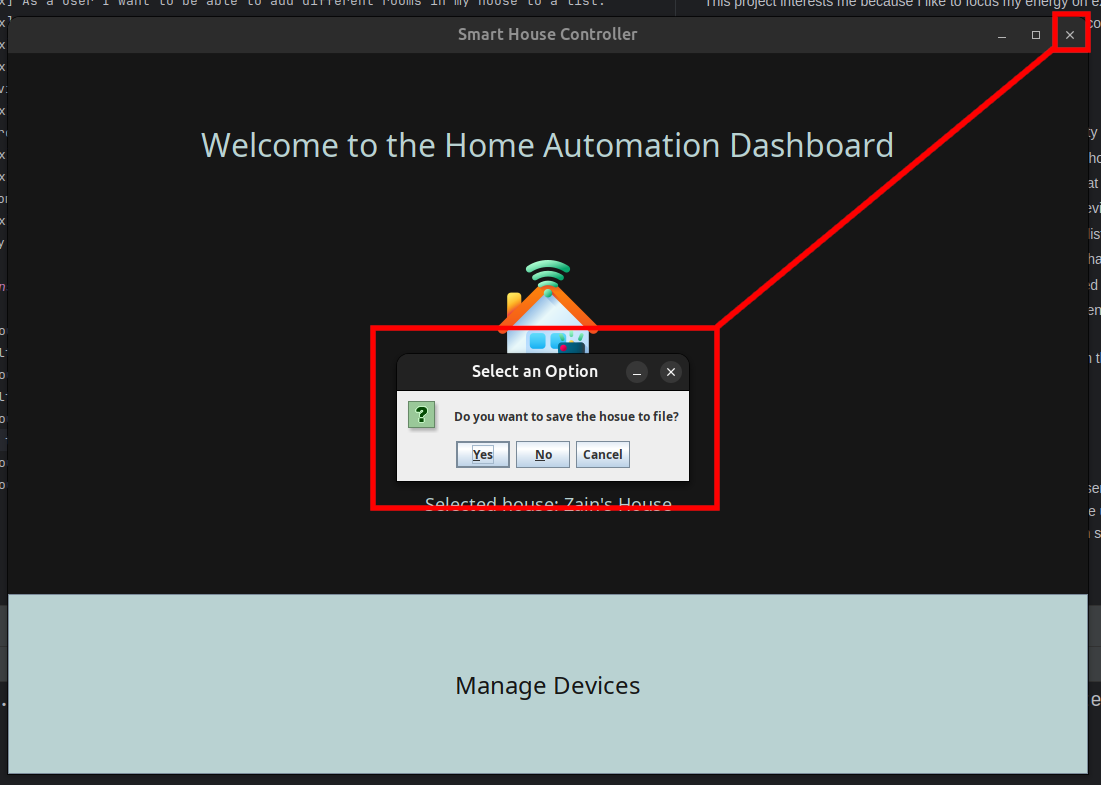 x] As a user I want to be able to add different rooms in my house to a list.
This project interests me because I like to focus my energy on e
Smart House Controller
Welcome to the Home Automation Dashboard
Select an Option
?
Do you want to save the hosue to file?
Yes
No
Cancel
Selected house: Zain's House
Manage Devices